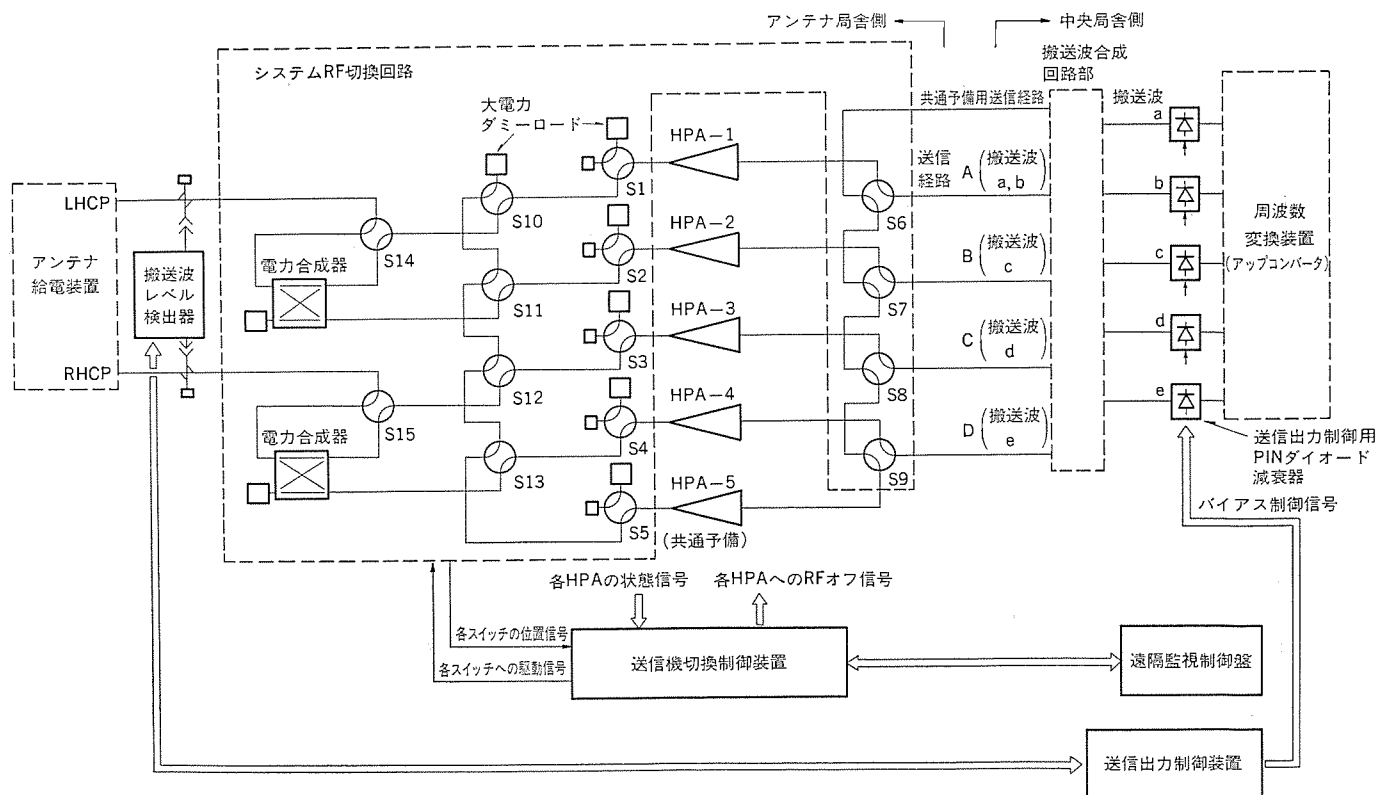 アンテナ局舎側
中央局舎側
システムRF切換回路
搬送波合成
回路部
大電力
ダミーロード
共通予備用送信経路
搬送波
HPA-1
HPA-2
HPA-3
HPA-4
HPA-5
(共通予備)
S1
S2
S3
S4
S5
S6
S7
S8
S9
S10
S11
S12
S13
S14
S15
送信
経路
A(搬送波
a,b)
B(搬送波
c)
C(搬送波
d)
D(搬送波
e)
a
b
c
d
e
周波数
変換装置
(アップコンバータ)
LHCP
RHCP
アンテナ
給電装置
搬送波
レベル
検出器
電力合成器
電力合成器
送信出力制御用
PINダイオード
減衰器
バイアス制御信号
各HPAの状態信号
各HPAへのRFオフ信号
各スイッチの位置信号
各スイッチへの駆動信号
送信機切換制御装置
遠隔監視制御盤
送信出力制御装置